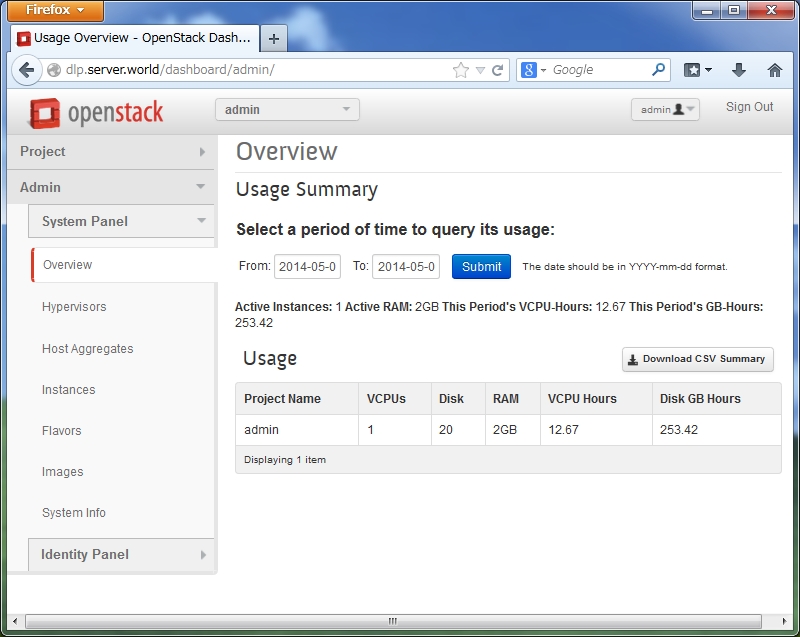 Firefox
Usage Overview - OpenStack Dash...
dlp.server.world/dashboard/admin/
Google
openstack
admin
admin
Sign Out
Project
Admin
System Panel
Overview
Hypervisors
Host Aggregates
Instances
Flavors
Images
System Info
Identity Panel
Overview
Usage Summary
Select a period of time to query its usage:
From: 2014-05-0 To: 2014-05-0 Submit The date should be in YYYY-mm-dd format.
Active Instances: 1 Active RAM: 2GB This Period's VCPU-Hours: 12.67 This Period's GB-Hours:
253.42
Usage
Download CSV Summary
Project Name VCPUs Disk RAM VCPU Hours Disk GB Hours
admin 1 20 2GB 12.67 253.42
Displaying 1 item